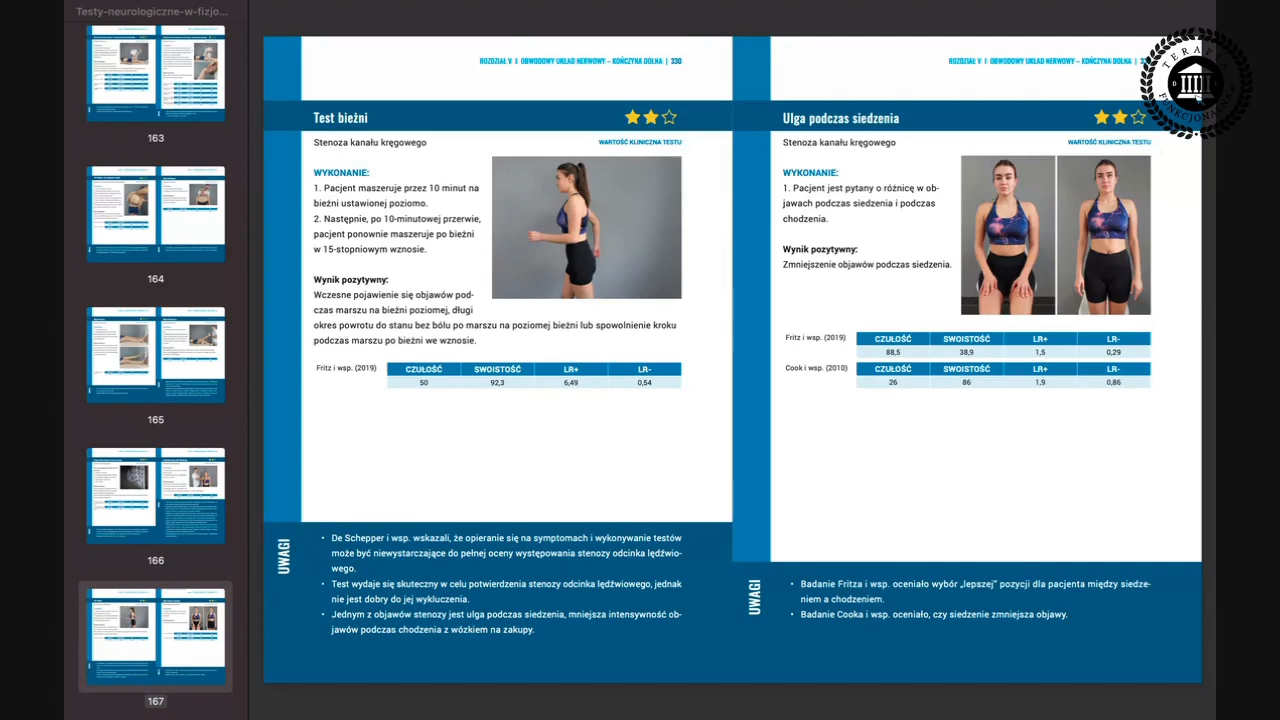 Testy-neurologiczne-w-fizjo...
163
164
165
166
167
ROZDZIAŁ V I OBWODOWY UKŁAD NERWOWY – KOŃCZYNA DOLNA | 330
Test bieżni
Stenoza kanału kręgowego
WARTOŚĆ KLINICZNA TESTU
WYKONANIE:
1. Pacjent maszeruje przez 10 minut na
bieżni ustawionej poziomo.
2. Następnie, po 10-minutowej przerwie,
pacjent ponownie maszeruje po bieżni
w 15-stopniowym wznosie.
Wynik pozytywny:
Wczesne pojawienie się objawów pod-
czas marszu na bieżni poziomej, długi
okres powrotu do stanu bez bólu po marszu na poziomej bieżni lub spowolnienie kroku
podczas marszu po bieżni we wznosie.
Fritz i wsp. (2019)
CZUŁOŚĆ SWOISTOŚĆ LR+ LR-
50 92,3 6,49 0,54
UWAGI
• De Schepper i wsp. wskazali, że opieranie się na symptomach i wykonywanie testów
może być niewystarczające do pełnej oceny występowania stenozy odcinka lędźwio-
wego.
• Test wydaje się skuteczny w celu potwierdzenia stenozy odcinka lędźwiowego, jednak
nie jest dobry do jej wykluczenia.
• Jednym z objawów stenozy jest ulga podczas siedzenia, mniejsza intensywność ob-
jawów podczas chodzenia z wózkiem na zakupy.
ROZDZIAŁ V I OBWODOWY UKŁAD NERWOWY – KOŃCZYNA DOLNA |
Ulga podczas siedzenia
Stenoza kanału kręgowego
WARTOŚĆ KLINICZNA TESTU
WYKONANIE:
1. Pacjent jest pytany o różnicę w ob-
jawach podczas siedzenia i podczas
chodzenia.
Wynik pozytywny:
Zmniejszenie objawów podczas siedzenia.
Fritz i wsp. (2019)
CZUŁOŚĆ SWOISTOŚĆ LR+ LR-
88,5 38,9 1,5 0,29
Cook i wsp. (2010)
CZUŁOŚĆ SWOISTOŚĆ LR+ LR-
26 86 1,9 0,86
UWAGI
• Badanie Fritza i wsp. oceniało wybór „lepszej” pozycji dla pacjenta między siedze-
niem a chodzeniem.
• Badanie Cooka i wsp. oceniało, czy siedzenie zmniejsza objawy.